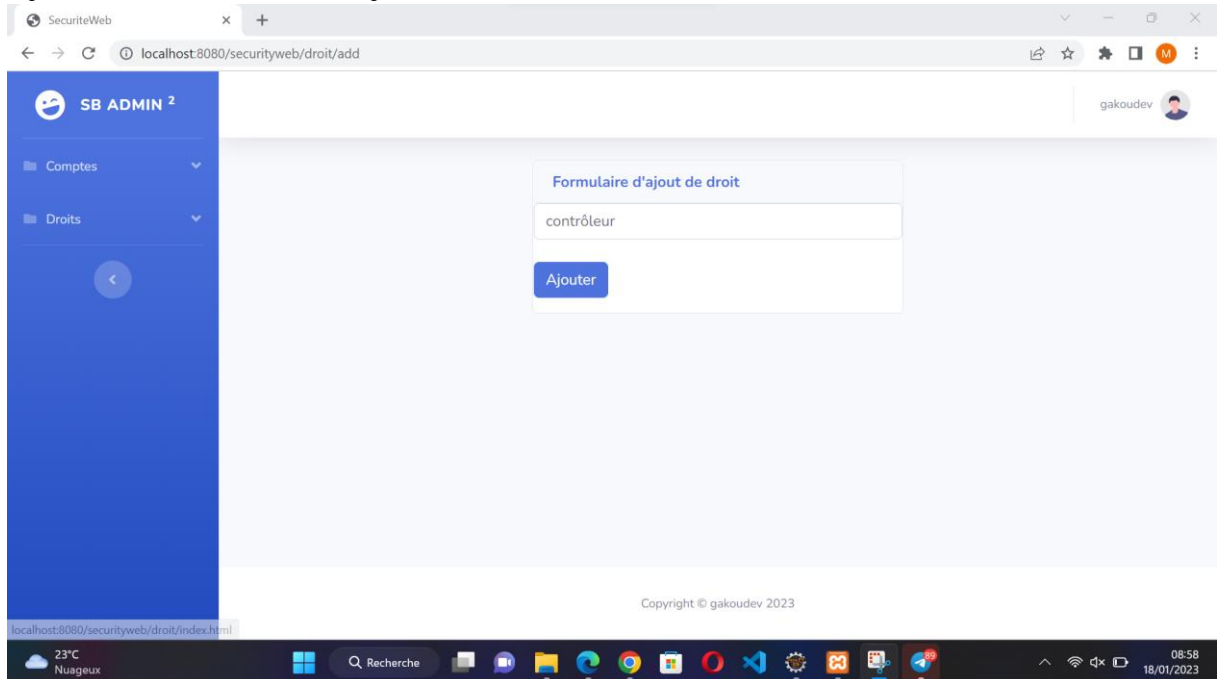 SecuriteWeb
localhost:8080/securityweb/droit/add
M
SB ADMIN 2
gakoudev
Comptes
Droits
Formulaire d'ajout de droit
contrôleur
Ajouter
Copyright © gakoudev 2023
localhost:8080/securityweb/droit/index.html
23°C
Nuageux
Recherche
89
08:58
18/01/2023